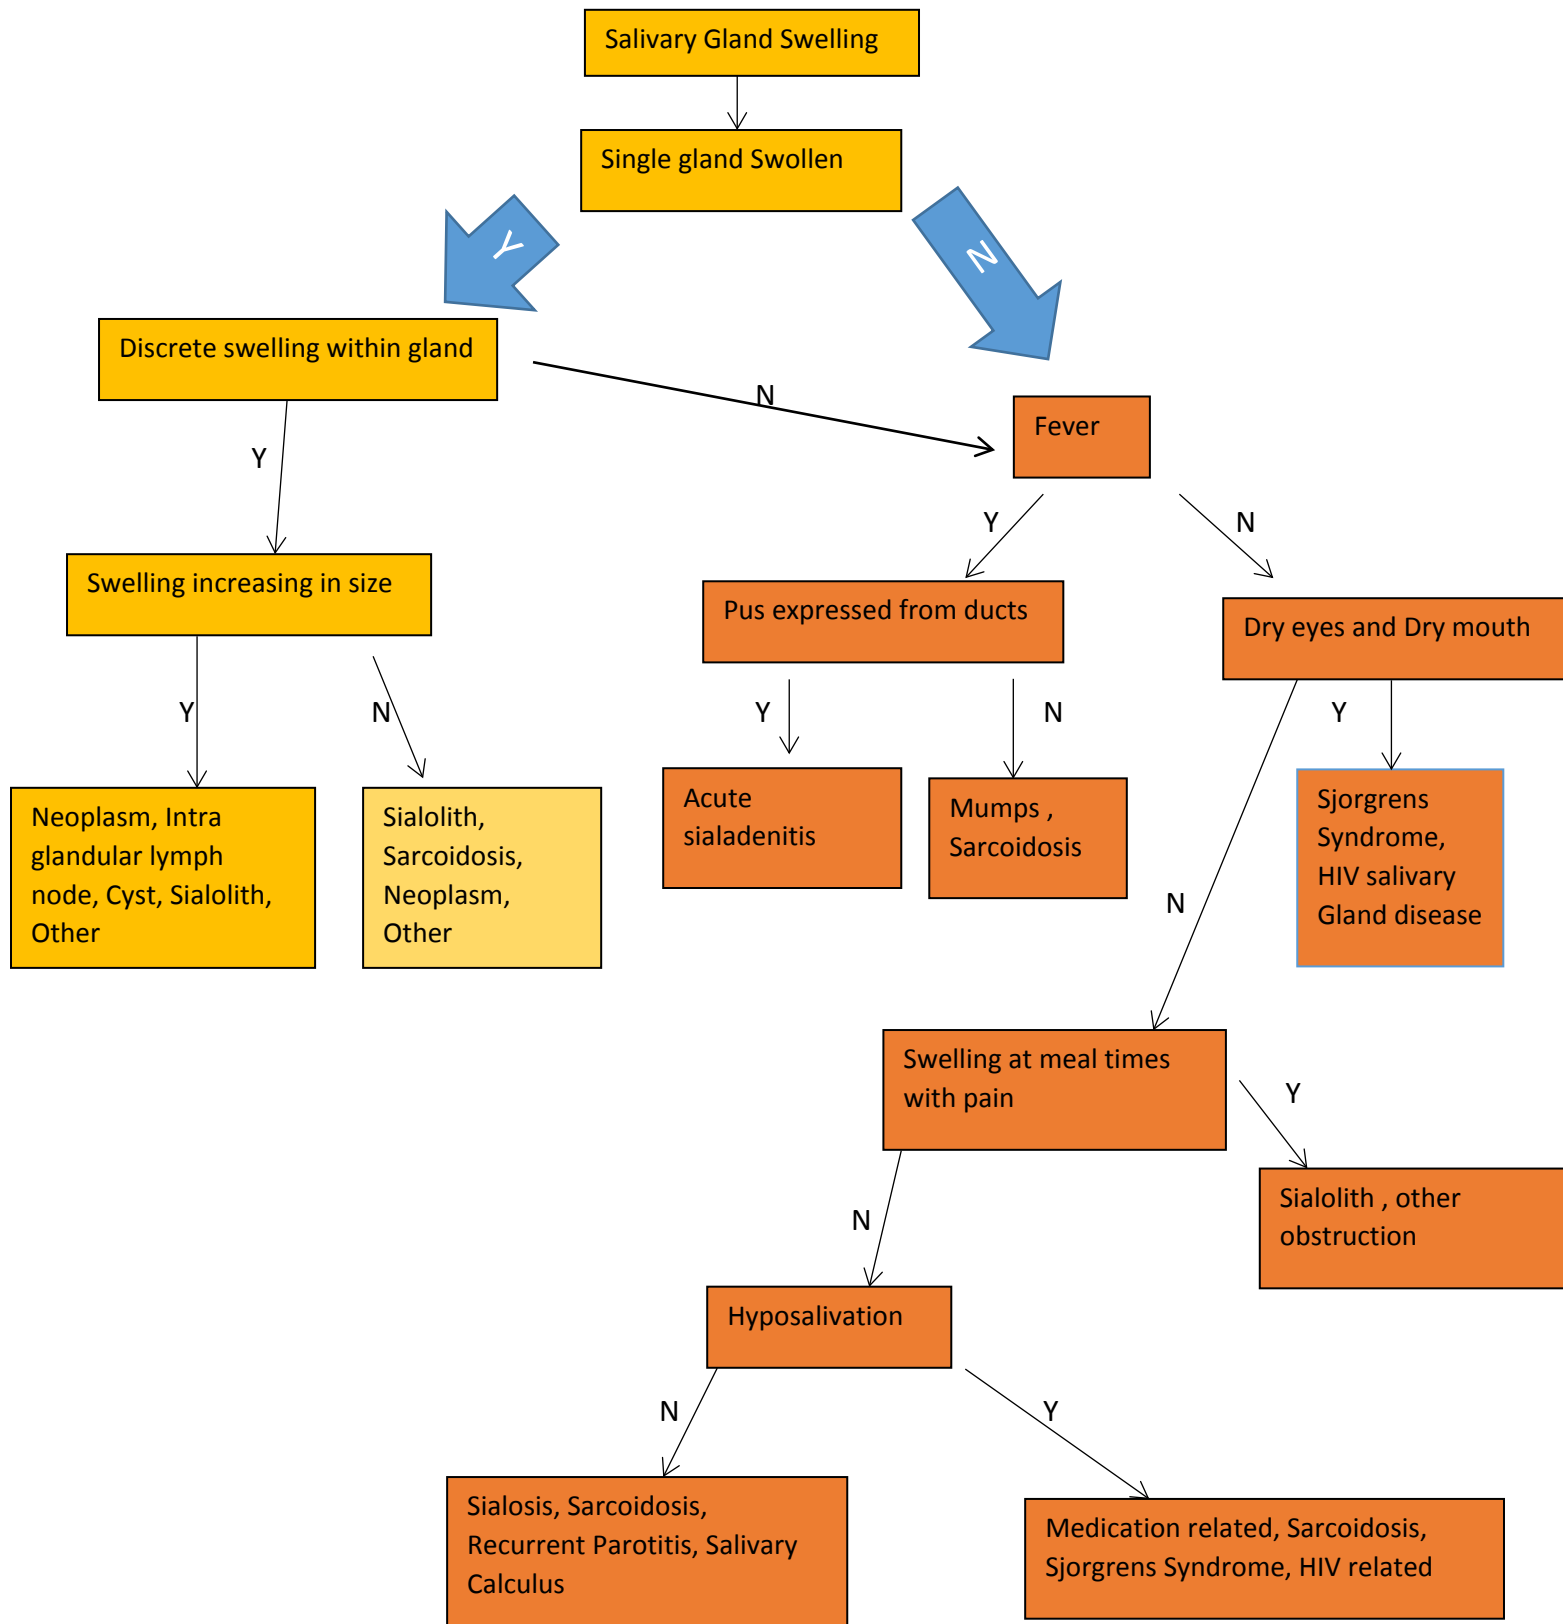 Salivary Gland Swelling
Single gland Swollen
Y
N
Discrete swelling within gland
N
Fever
Y
Y
N
Swelling increasing in size
Pus expressed from ducts
Dry eyes and Dry mouth
Y
N
Y
N
Y
Neoplasm, Intra
glandular lymph
node, Cyst, Sialolith,
Other
Sialolith,
Sarcoidosis,
Neoplasm,
Other
Acute
sialadenitis
Mumps ,
Sarcoidosis
Sjorgrens
Syndrome,
HIV salivary
Gland disease
N
Swelling at meal times
with pain
Y
N
Sialolith , other
obstruction
Hyposalivation
N
Y
Sialosis, Sarcoidosis,
Recurrent Parotitis, Salivary
Calculus
Medication related, Sarcoidosis,
Sjorgrens Syndrome, HIV related